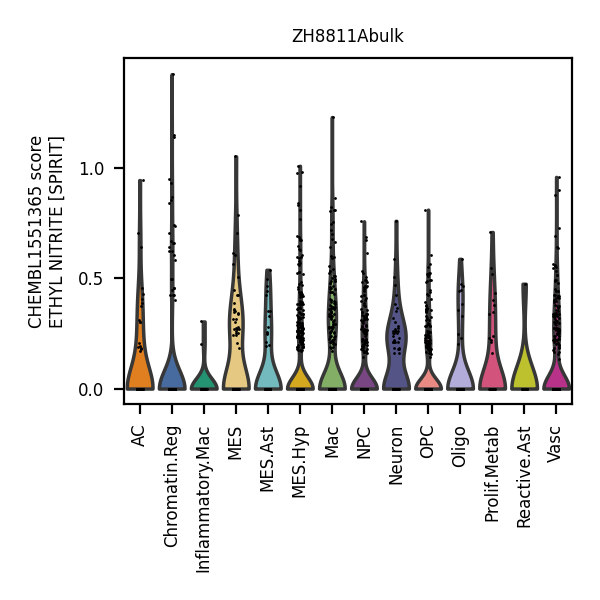 ZH8811Abulk
CHEMBL1551365 score
ETHYL NITRITE [SPIRIT]
1.0
0.5
0.0
AC
Chromatin.Reg
Inflammatory.Mac
MES
MES.Ast
MES.Hyp
Mac
NPC
Neuron
OPC
Oligo
Prolif.Metab
Reactive.Ast
Vasc